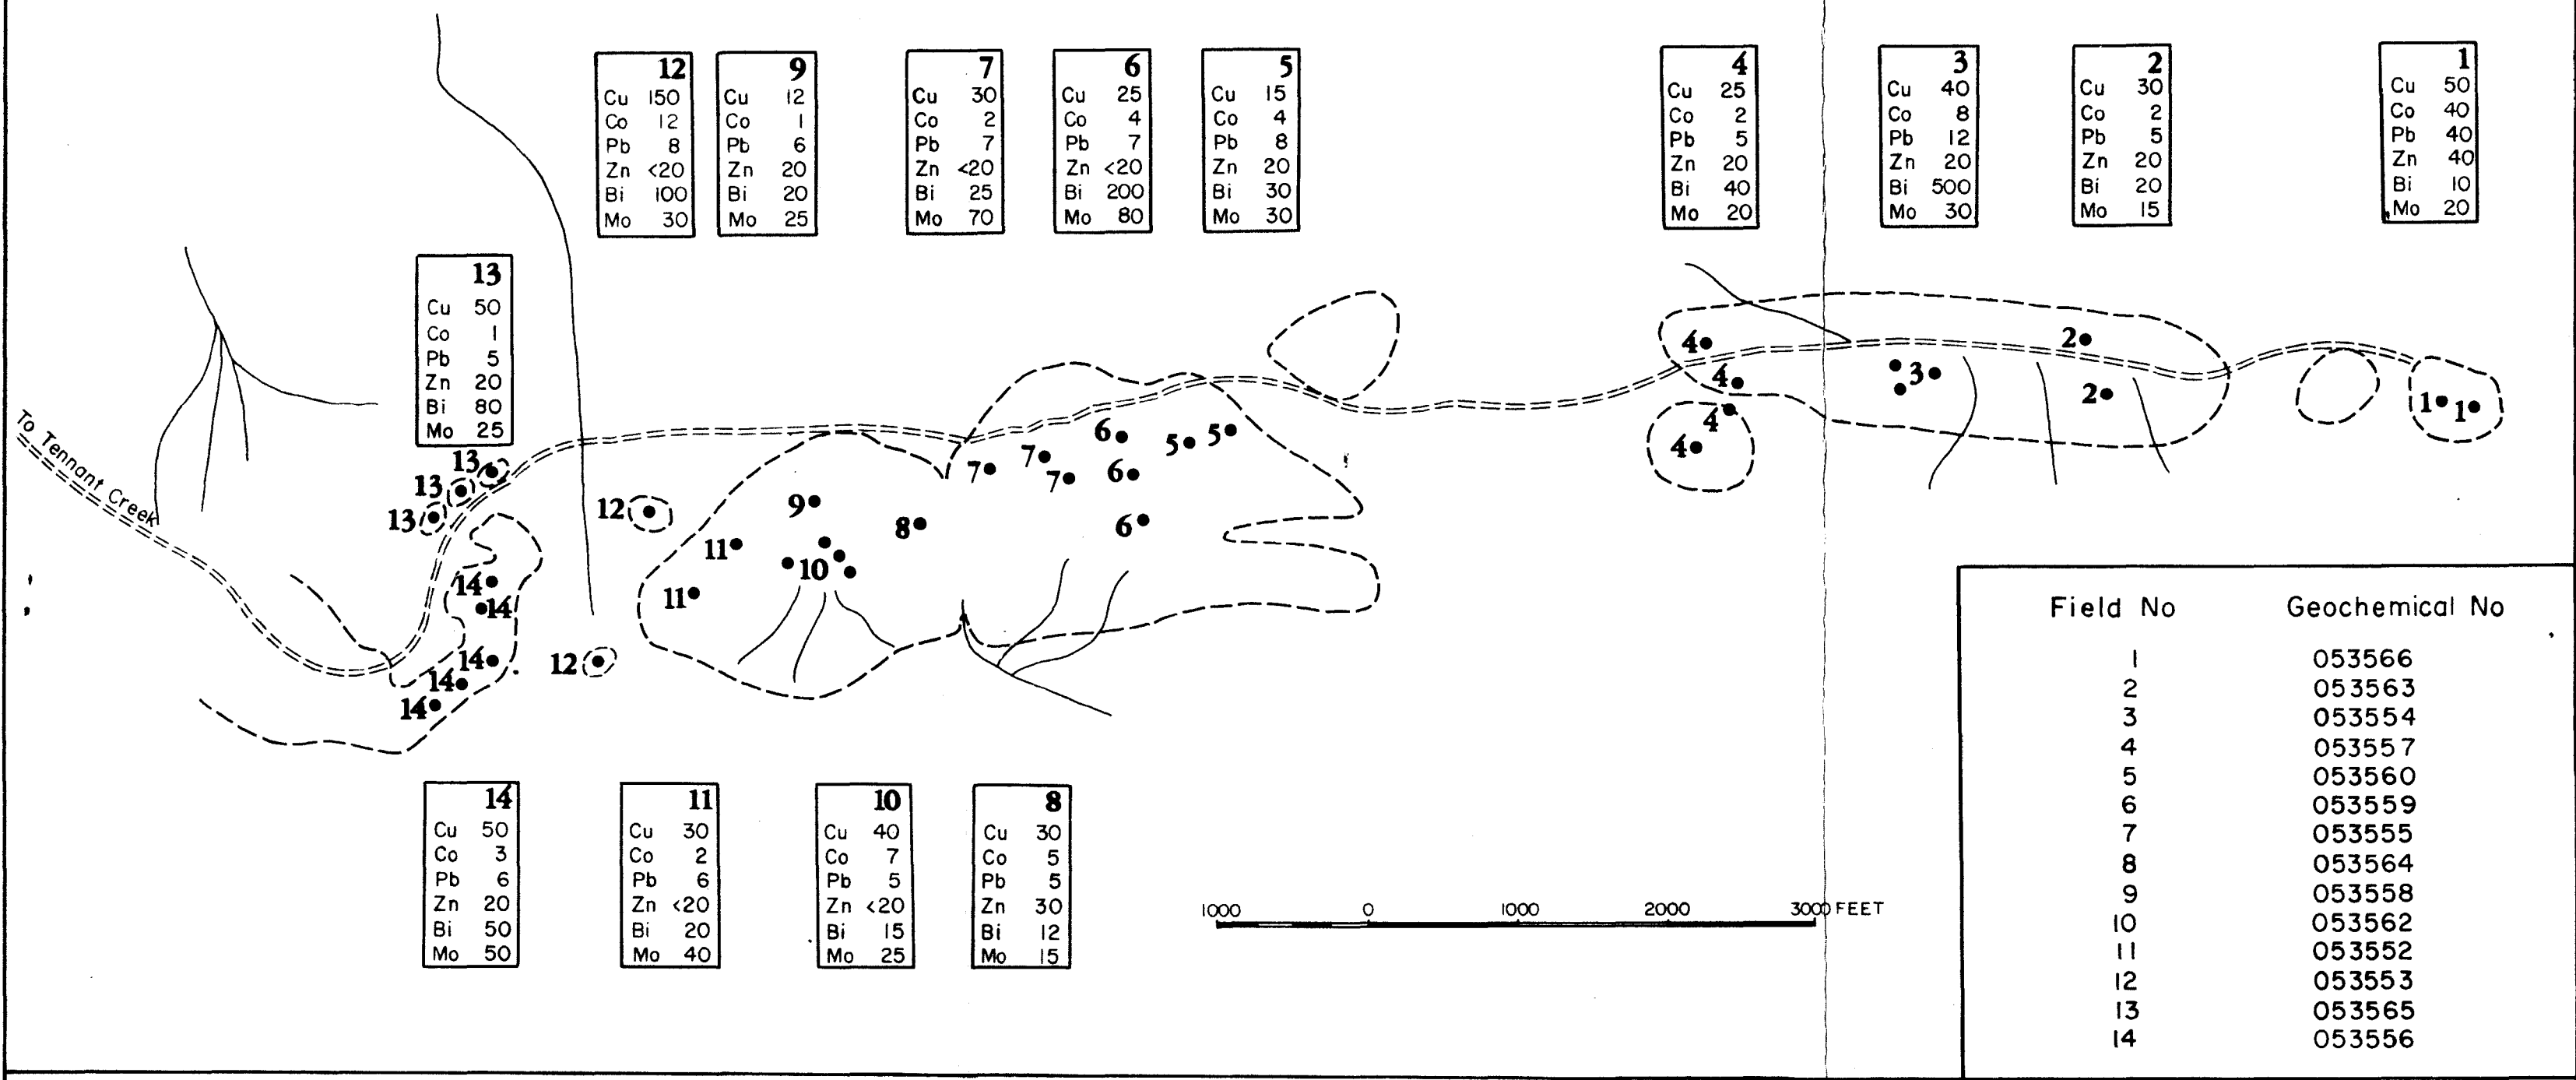 12
Cu 150
Co 12
Pb 8
Zn <20
Bi 100
Mo 30
9
Cu 12
Co 1
Pb 6
Zn 20
Bi 20
Mo 25
7
Cu 30
Co 2
Pb 7
Zn <20
Bi 25
Mo 70
6
Cu 25
Co 4
Pb 7
Zn <20
Bi 200
Mo 80
5
Cu 15
Co 4
Pb 8
Zn 20
Bi 30
Mo 30
4
Cu 25
Co 2
Pb 5
Zn 20
Bi 40
Mo 20
3
Cu 40
Co 8
Pb 12
Zn 20
Bi 500
Mo 30
2
Cu 30
Co 2
Pb 5
Zn 20
Bi 20
Mo 15
1
Cu 50
Co 40
Pb 40
Zn 40
Bi 10
Mo 20
13
Cu 50
Co 1
Pb 5
Zn 20
Bi 80
Mo 25
To Tennant Creek
13
13
13
14
14
14
14
14
12
12
11
11
9
10
8
7
7
7
6
6
6
5
5
4
4
4
4
3
2
2
1
1
14
Cu 50
Co 3
Pb 6
Zn 20
Bi 50
Mo 50
11
Cu 30
Co 2
Pb 6
Zn <20
Bi 20
Mo 40
10
Cu 40
Co 7
Pb 5
Zn <20
Bi 15
Mo 25
8
Cu 30
Co 5
Pb 5
Zn 30
Bi 12
Mo 15
1000 0 1000 2000 3000 FEET
Field No Geochemical No
1 053566
2 053563
3 053554
4 053557
5 053560
6 053559
7 053555
8 053564
9 053558
10 053562
11 053552
12 053553
13 053565
14 053556